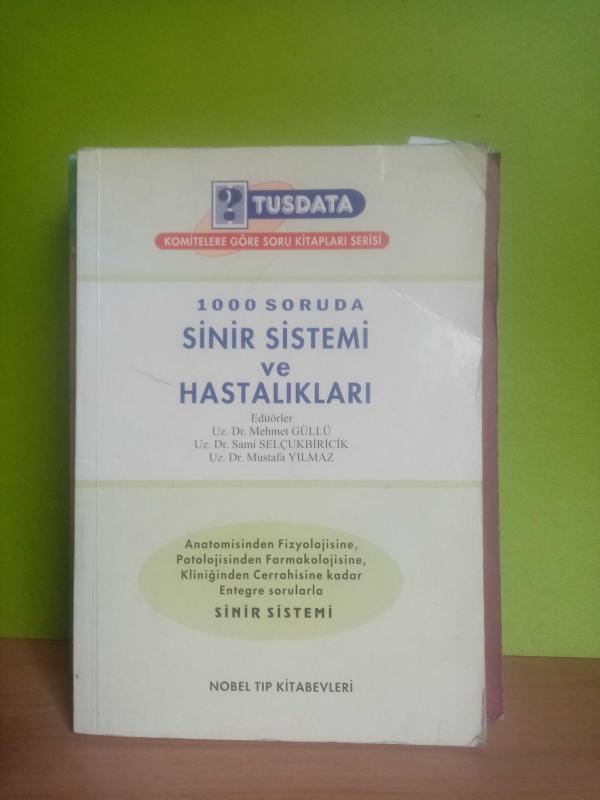 ? TUSDATA
KOMİTELERE GÖRE SORU KİTAPLARI SERİSİ
1000 SORUDA
SİNİR SİSTEMİ
ve
HASTALIKLARI
Editörler
Uz. Dr. Mehmet GÜLLÜ
Uz. Dr. Sami SELÇUKBİRİCİK
Uz. Dr. Mustafa YILMAZ
Anatomisinden Fizyolojisine,
Patolojisinden Farmakolojisine,
Kliniğinden Cerrahisine kadar
Entegre sorularla
SİNİR SİSTEMİ
NOBEL TIP KİTABEVLERİ